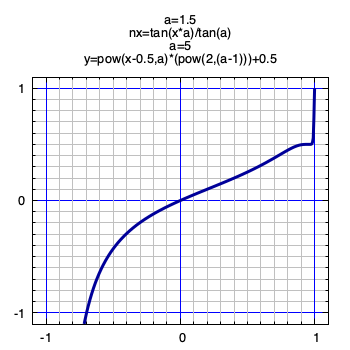 a=1.5
nx=tan(x*a)/tan(a)
a=5
y=pow(x-0.5,a)*(pow(2,(a-1)))+0.5
1
0
-1
-1
0
1